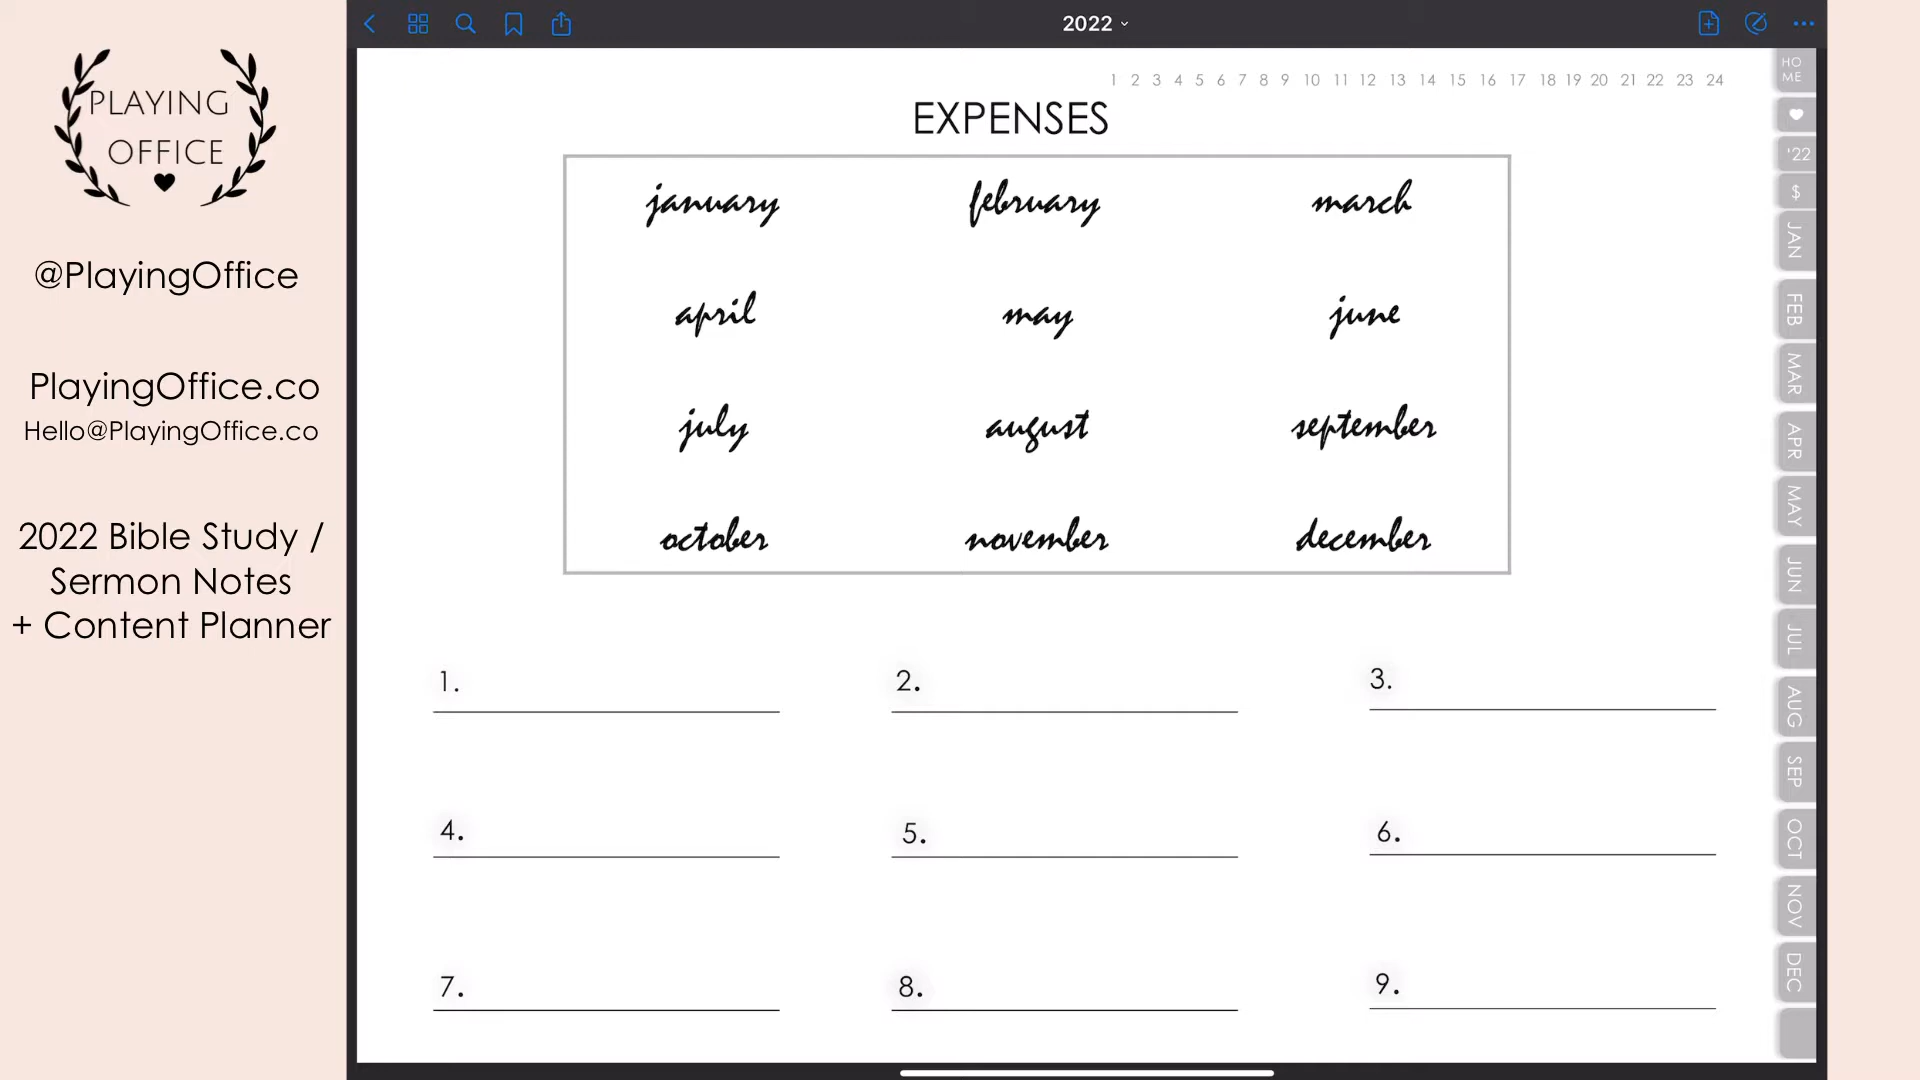 PLAYING
OFFICE
@PlayingOffice
PlayingOffice.co
Hello@PlayingOffice.co
2022 Bible Study /
Sermon Notes
+ Content Planner
2022
1 2 3 4 5 6 7 8 9 10 11 12 13 14 15 16 17 18 19 20 21 22 23 24
EXPENSES
january february march
april may june
july august september
october november december
1. 2. 3.
4. 5. 6.
7. 8. 9.
HO
ME
'22
$
JAN
FEB
MAR
APR
MAY
JUN
JUL
AUG
SEP
OCT
NOV
DEC